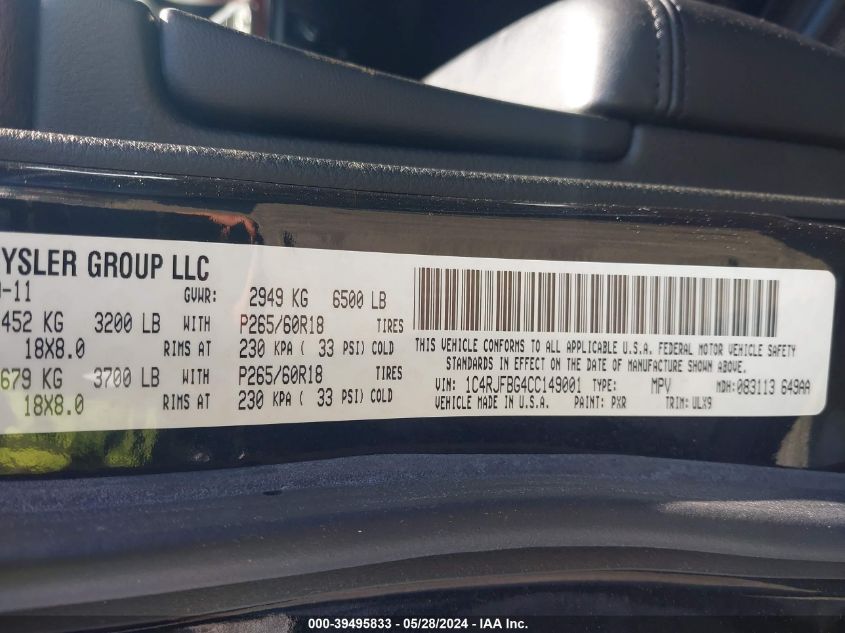 YSLER GROUP LLC
-11 GVWR: 2949 KG 6500 LB
452 KG 3200 LB WITH P265/60R18 TIRES
18X8.0 RIMS AT 230 KPA ( 33 PSI) COLD
679 KG 3700 LB WITH P265/60R18 TIRES
18X8.0 RIMS AT 230 KPA ( 33 PSI) COLD
THIS VEHICLE CONFORMS TO ALL APPLICABLE U.S.A. FEDERAL MOTOR VEHICLE SAFETY
STANDARDS IN EFFECT ON THE DATE OF MANUFACTURE SHOWN ABOVE.
VIN: 1C4RJFBG4CC149001 TYPE: MPV MDH: 083113 649AA
VEHICLE MADE IN U.S.A. PAINT: PXR TRIM: ULX9
000-39495833 - 05/28/2024 - IAA Inc.